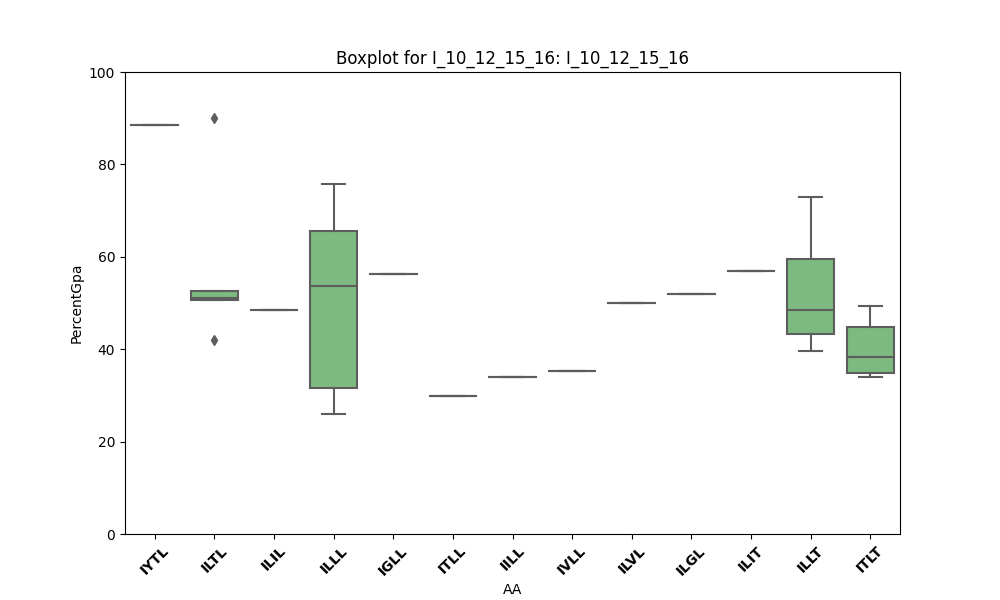 Boxplot for I_10_12_15_16: I_10_12_15_16
PercentGpa
100
80
60
40
20
0
IYTL
ILTL
ILIL
ILLL
IGLL
ITLL
IILL
IVLL
ILVL
ILGL
ILIT
ILLT
ITLT
AA